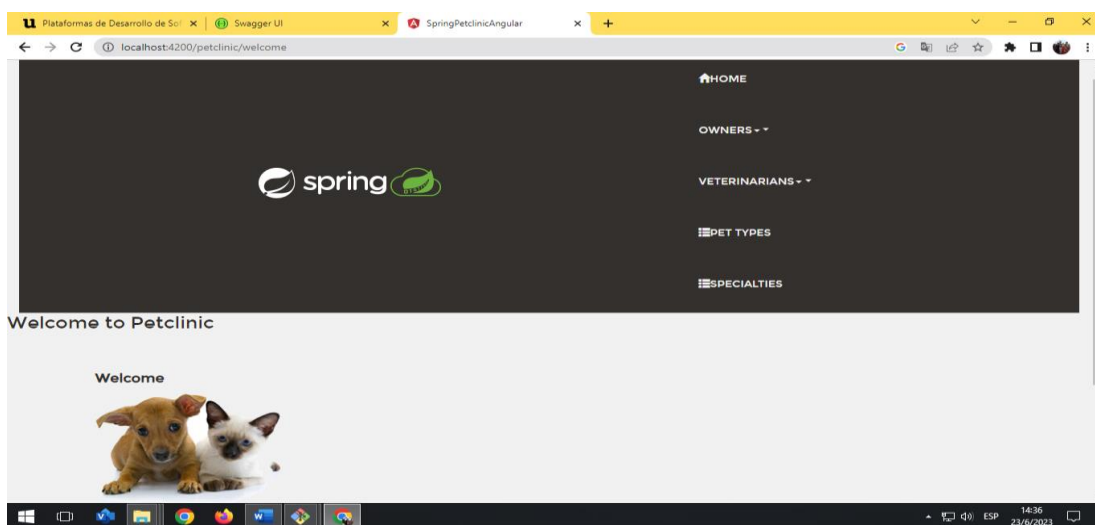 Plataformas de Desarrollo de Sof
Swagger UI
SpringPetclinicAngular
localhost:4200/petclinic/welcome
HOME
OWNERS
spring
VETERINARIANS
PET TYPES
SPECIALTIES
Welcome to Petclinic
Welcome
ESP
14:36
23/6/2023